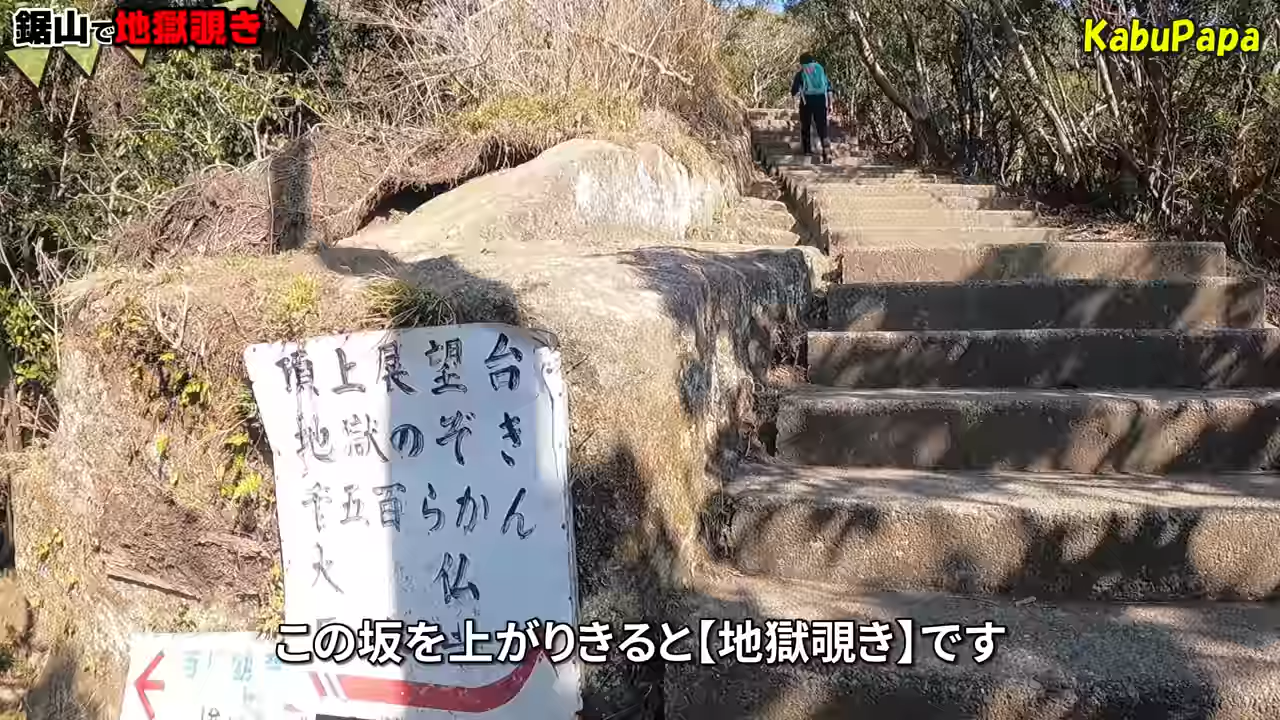 鋸山で地獄覗き
KabuPapa
頂上展望台
地獄のぞき
千五百らかん
大仏
この坂を上がりきると【地獄覗き】です